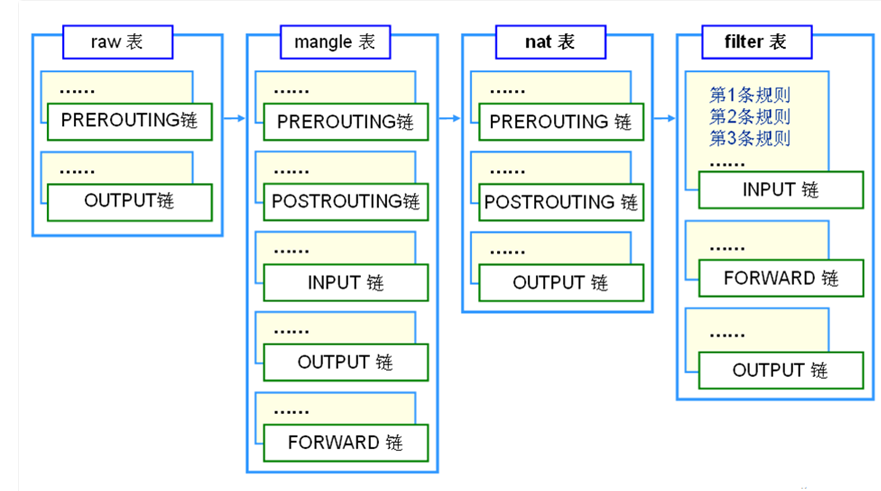 raw 表
……
PREROUTING链
……
OUTPUT链
mangle 表
……
PREROUTING链
……
POSTROUTING链
……
INPUT 链
……
OUTPUT 链
……
FORWARD 链
nat 表
……
PREROUTING 链
……
POSTROUTING 链
……
OUTPUT 链
filter 表
第1条规则
第2条规则
第3条规则
……
INPUT 链
……
FORWARD 链
……
OUTPUT 链